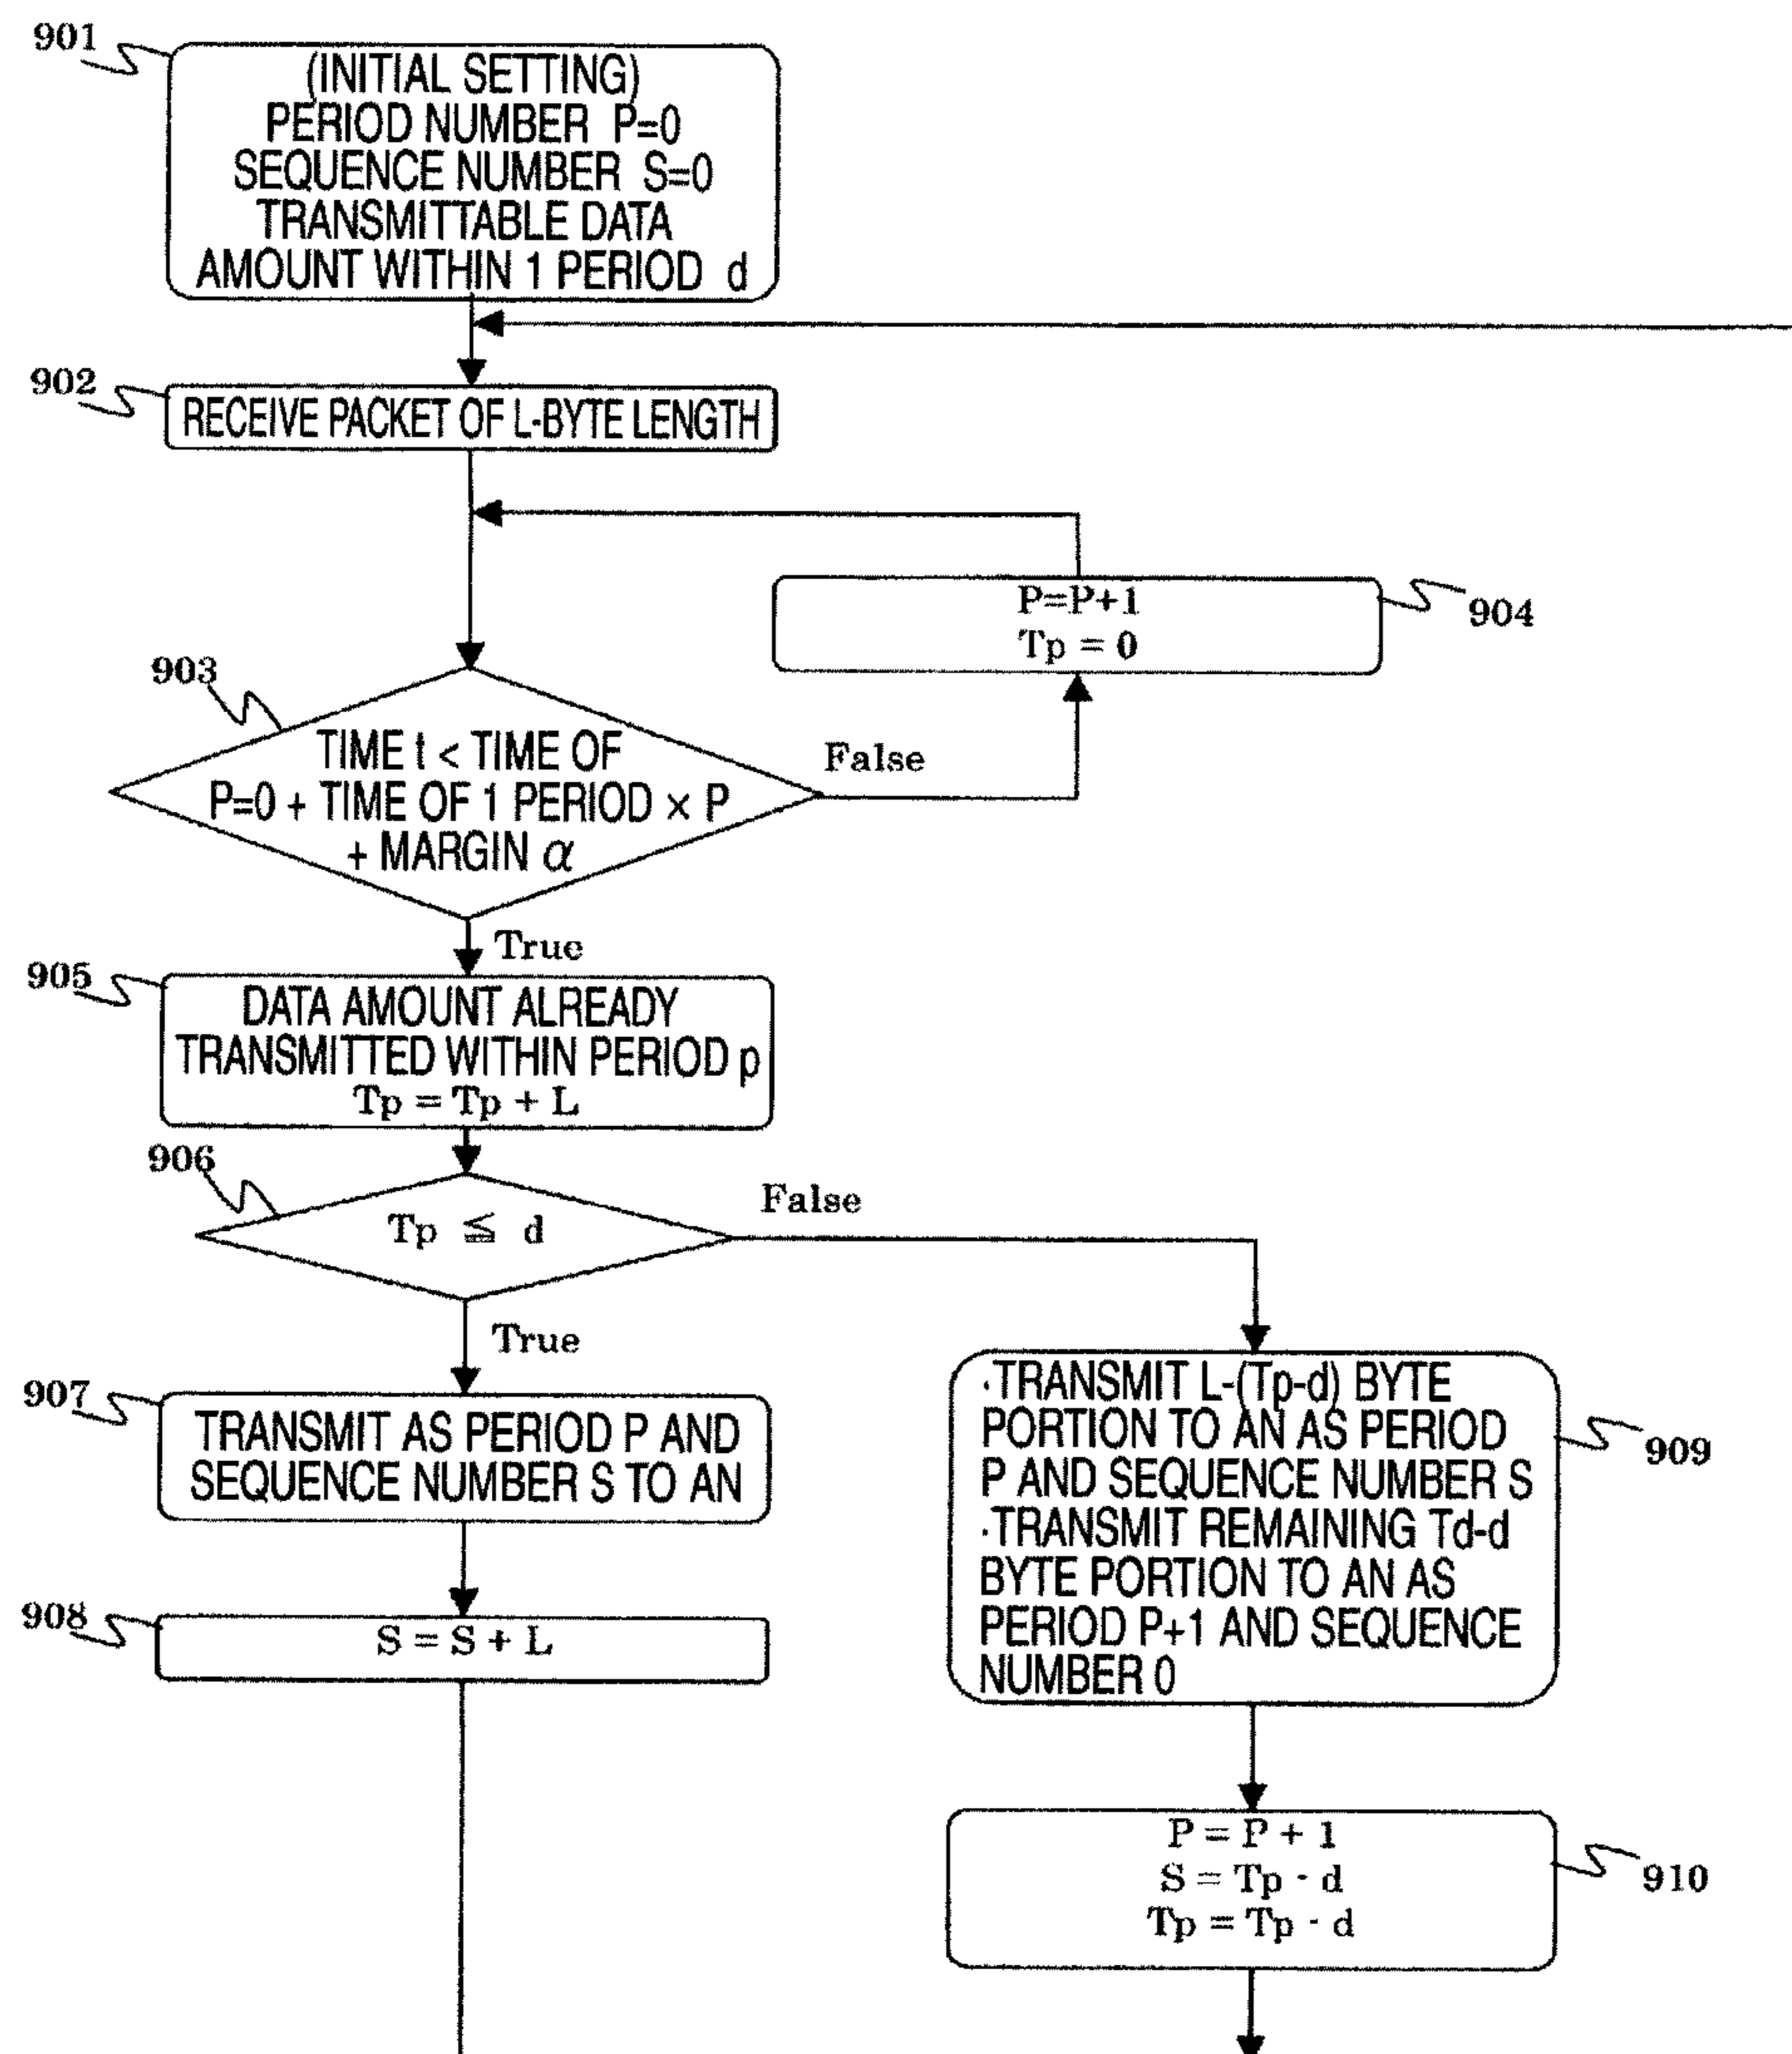 901
(INITIAL SETTING)
PERIOD NUMBER P=0
SEQUENCE NUMBER S=0
TRANSMITTABLE DATA
AMOUNT WITHIN 1 PERIOD d
902
RECEIVE PACKET OF L-BYTE LENGTH
P=P+1
Tp = 0
904
903
TIME t < TIME OF
P=0 + TIME OF 1 PERIOD × P
+ MARGIN α
False
True
905
DATA AMOUNT ALREADY
TRANSMITTED WITHIN PERIOD p
Tp = Tp + L
906
Tp ≦ d
False
True
907
TRANSMIT AS PERIOD P AND
SEQUENCE NUMBER S TO AN
908
S = S + L
·TRANSMIT L-(Tp-d) BYTE
PORTION TO AN AS PERIOD
P AND SEQUENCE NUMBER S
·TRANSMIT REMAINING Td-d
BYTE PORTION TO AN AS
PERIOD P+1 AND SEQUENCE
NUMBER 0
909
P = P + 1
S = Tp - d
Tp = Tp - d
910